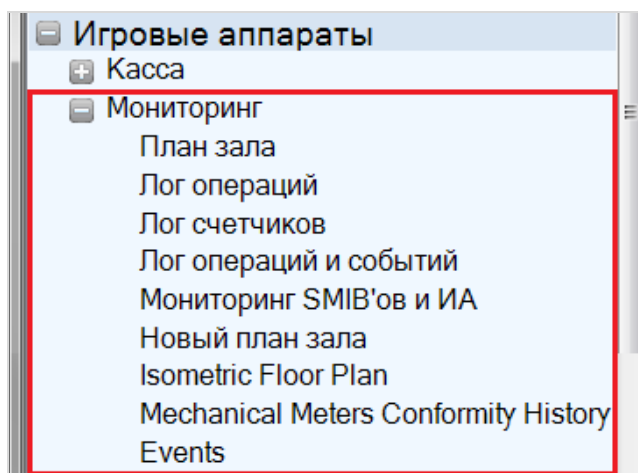 Игровые аппараты
Касса
Мониторинг
План зала
Лог операций
Лог счетчиков
Лог операций и событий
Мониторинг SMIB'ов и ИА
Новый план зала
Isometric Floor Plan
Mechanical Meters Conformity History
Events